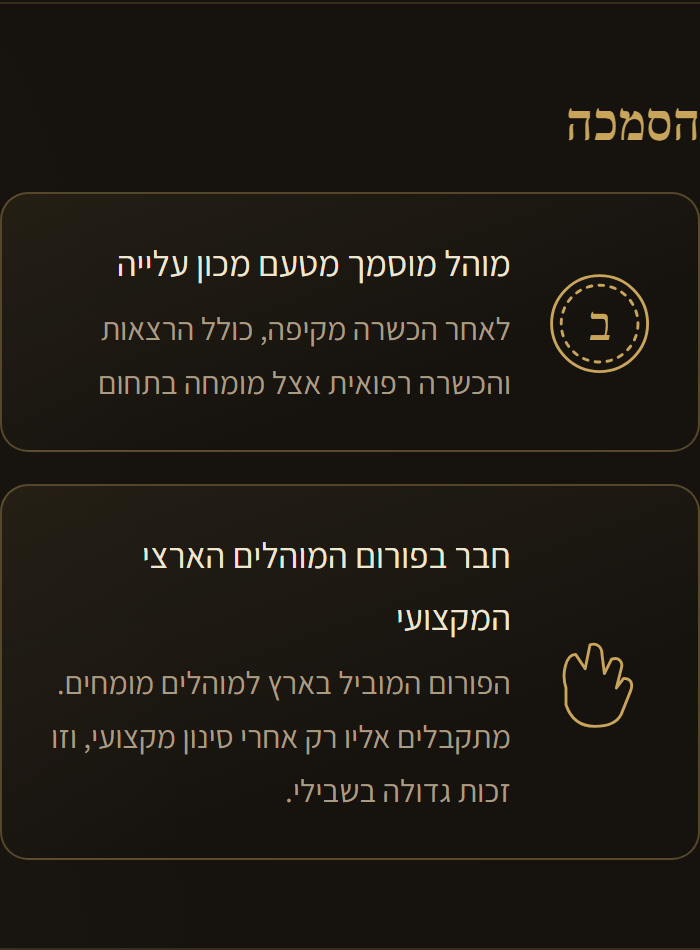 הסמכה
מוהל מוסמך מטעם מכון עלייה
לאחר הכשרה מקיפה, כולל הרצאות
והכשרה רפואית אצל מומחה בתחום
ב
חבר בפורום המוהלים הארצי
המקצועי
הפורום המוביל בארץ למוהלים מומחים.
מתקבלים אליו רק אחרי סינון מקצועי, וזו
זכות גדולה בשבילי.